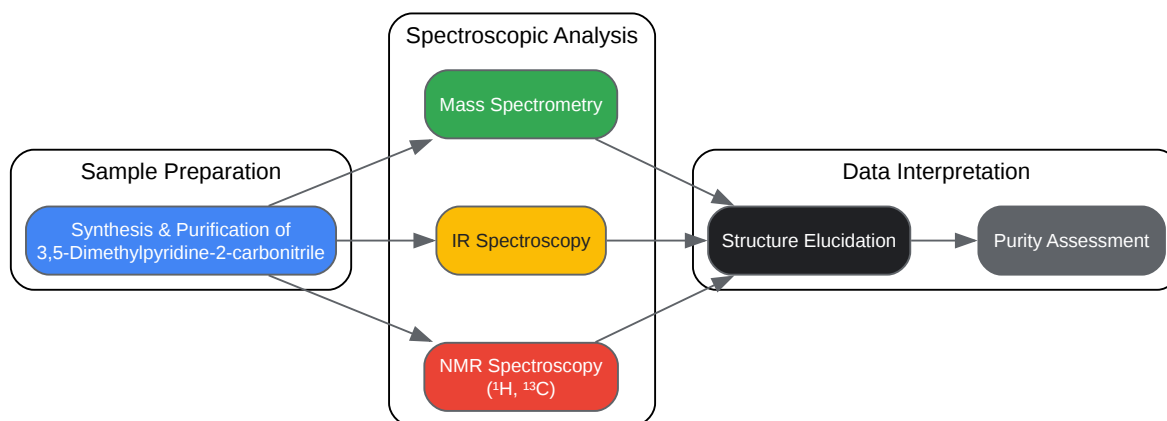 Spectroscopic Analysis
Mass Spectrometry
Sample Preparation
Data Interpretation
Synthesis & Purification of
3,5-Dimethylpyridine-2-carbonitrile
IR Spectroscopy
Structure Elucidation
Purity Assessment
NMR Spectroscopy
(¹H, ¹³C)